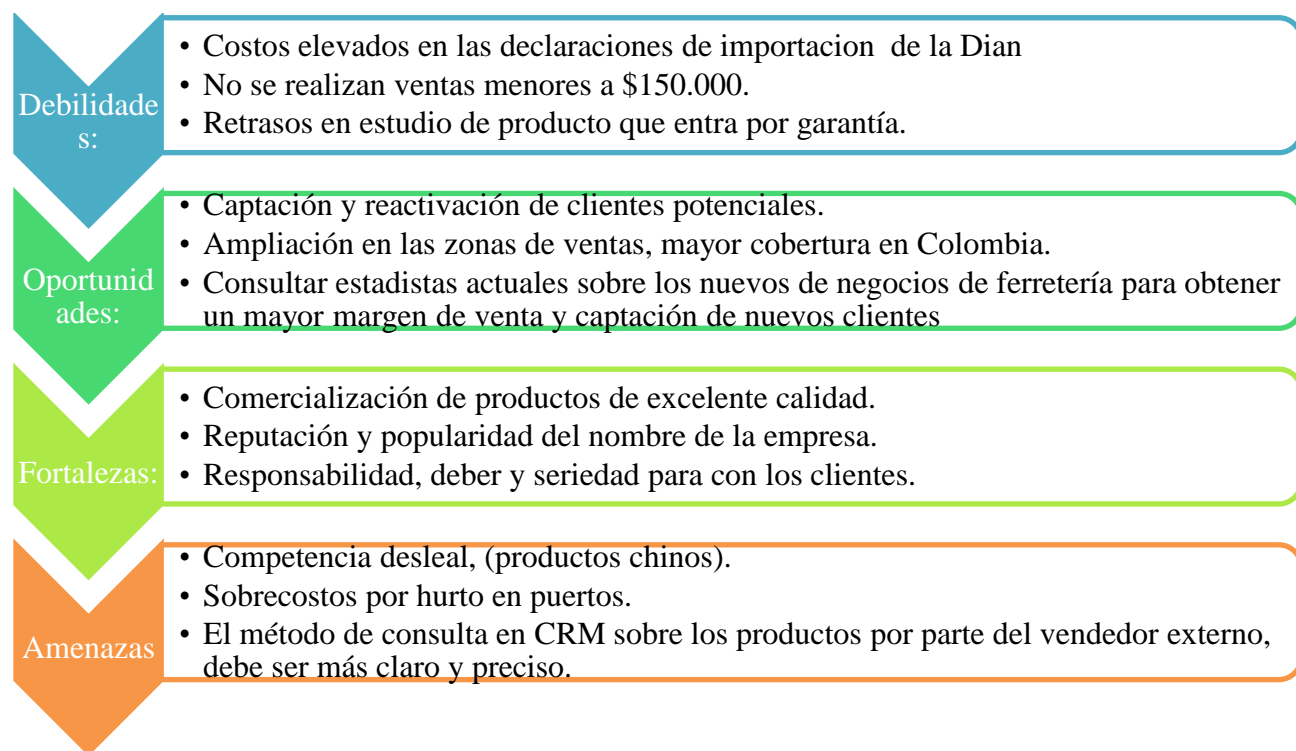 Debilidade
s:
• Costos elevados en las declaraciones de importacion de la Dian
• No se realizan ventas menores a $150.000.
• Retrasos en estudio de producto que entra por garantía.
Oportunid
ades:
• Captación y reactivación de clientes potenciales.
• Ampliación en las zonas de ventas, mayor cobertura en Colombia.
• Consultar estadistas actuales sobre los nuevos de negocios de ferretería para obtener
un mayor margen de venta y captación de nuevos clientes
Fortalezas:
• Comercialización de productos de excelente calidad.
• Reputación y popularidad del nombre de la empresa.
• Responsabilidad, deber y seriedad para con los clientes.
Amenazas
• Competencia desleal, (productos chinos).
• Sobrecostos por hurto en puertos.
• El método de consulta en CRM sobre los productos por parte del vendedor externo,
debe ser más claro y preciso.